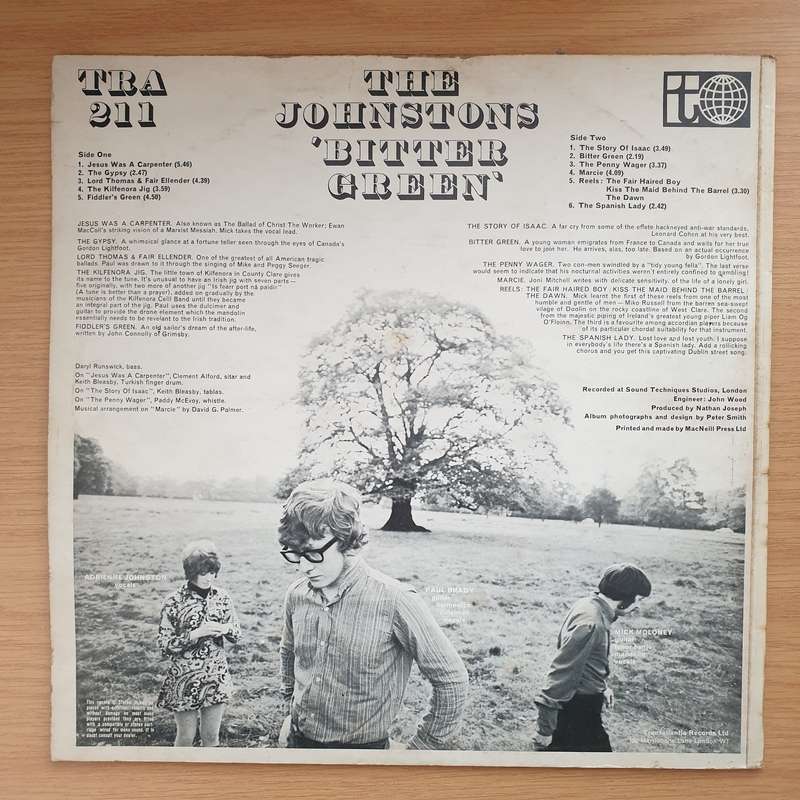 TRA
211
THE
JOHNSTONS
'BITTER
GREEN'
it
Side One
1. Jesus Was A Carpenter (5.46)
2. The Gypsy (2.47)
3. Lord Thomas & Fair Ellender (4.39)
4. The Kilfenora Jig (3.59)
5. Fiddler's Green (4.50)
Side Two
1. The Story Of Isaac (3.49)
2. Bitter Green (2.19)
3. The Penny Wager (3.37)
4. Marcie (4.09)
5. Reels: The Fair Haired Boy
Kiss The Maid Behind The Barrel (3.30)
The Dawn
6. The Spanish Lady (2.42)
JESUS WAS A CARPENTER. Also known as The Ballad of Christ The Worker; Ewan
MacColl's striking vision of a Marxist Messiah. Mick takes the vocal lead.
THE GYPSY. A whimsical glance at a fortune teller seen through the eyes of Canada's
Gordon Lightfoot.
LORD THOMAS & FAIR ELLENDER. One of the greatest of all American tragic
ballads. Paul was drawn to it through the singing of Mike and Peggy Seeger.
THE KILFENORA JIG. The little town of Kilfenora in County Clare gives
its name to it. It's unusual to have an Irish jig with seven parts —
five originally, with two more of another jig "Is fearr port ná paidir"
(A tune is better than a prayer), added on gradually by the
musicians of the Kilfenora Ceili Band until they became
an integral part of the jig. Paul uses the dulcimer and
guitar to provide the drone element which the mandolin
essentially needs to be revelant to the Irish tradition.
FIDDLER'S GREEN. An old sailor's dream of the after-life,
written by John Connolly of Grimsby.
Daryl Runswick, bass.
On "Jesus Was A Carpenter"; Clement Alford, sitar and
Keith Bleasby, Turkish finger drum.
On "The Story Of Isaac", Keith Bleasby, tablas.
On "The Penny Wager", Paddy McEvoy, whistle.
Musical arrangement on "Marcie" by David G. Palmer.
THE STORY OF ISAAC. A far cry from some of the effete hackneyed anti-war standards.
Leonard Cohen at his very best.
BITTER GREEN. A young woman emigrates from France to Canada and waits for her true
love to join her. He arrives, alas, too late. Based on an actual occurrence
by Gordon Lightfoot.
THE PENNY WAGER. Two con-men swindled by a "tidy young fella". The last verse
would seem to indicate that his nocturnal activities weren't entirely confined to gambling!
MARCIE. Joni Mitchell writes with delicate sensitivity, of the life of a lonely girl.
REELS: THE FAIR HAIRED BOY. KISS THE MAID BEHIND THE BARREL.
THE DAWN. Mick learnt the first of these reels from one of the most
humble and gentle of men — Miko Russell from the barren sea-swept
village of Doolin on the rocky coastline of West Clare. The second
from the majestic piping of Ireland's greatest young piper Liam Og
O'Floinn. The third is a favourite among accordian players because
of its particular chordal suitability for that instrument.
THE SPANISH LADY. Lost love and lost youth. I suppose
in everybody's life there's a Spanish lady. Add a rollicking
chorus and you get this captivating Dublin street song.
Recorded at Sound Techniques Studios, London
Engineer: John Wood
Produced by Nathan Joseph
Album photographs and design by Peter Smith
Printed and made by MacNeill Press Ltd
ADRIENNE JOHNSTON
vocals
PAUL BRADY
guitar
vocals
MICK MOLONEY
guitar
vocals
Transatlantic Records Ltd
Marylebone Lane London W1